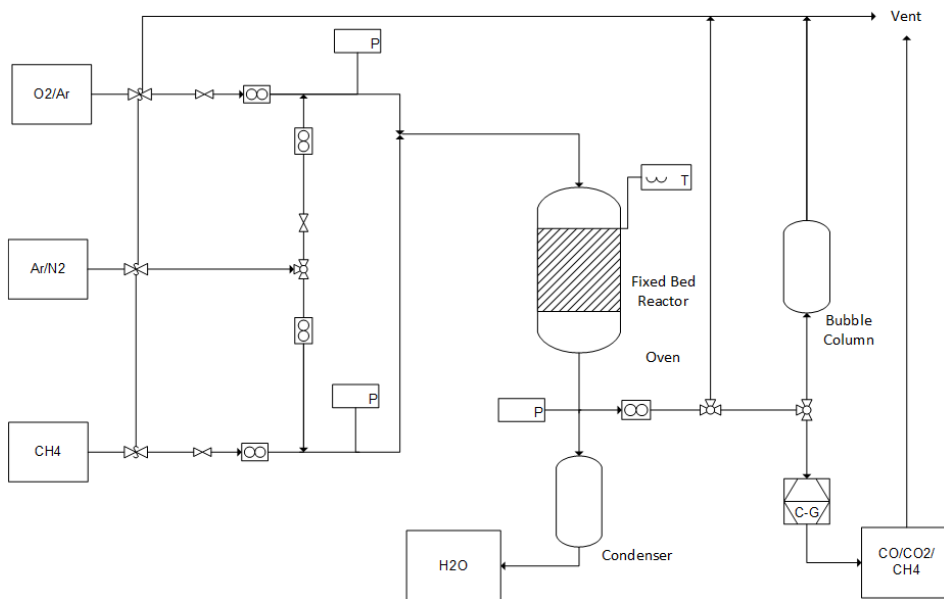 Vent
P
O2/Ar
T
Ar/N2
Fixed Bed
Reactor
Bubble
Column
Oven
P
P
CH4
C-G
Condenser
H2O
CO/CO2/
CH4